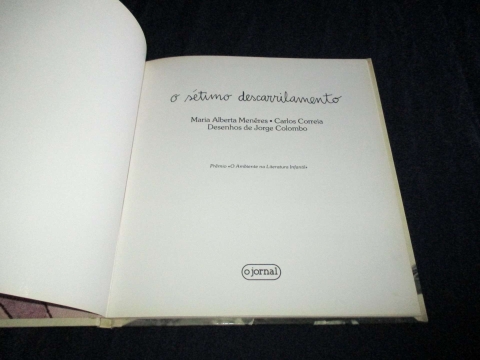 o sétimo descarrilamento
Maria Alberta Menéres • Carlos Correia
Desenhos de Jorge Colombo
Prémio «O Ambiente na Literatura Infantil»
o jornal